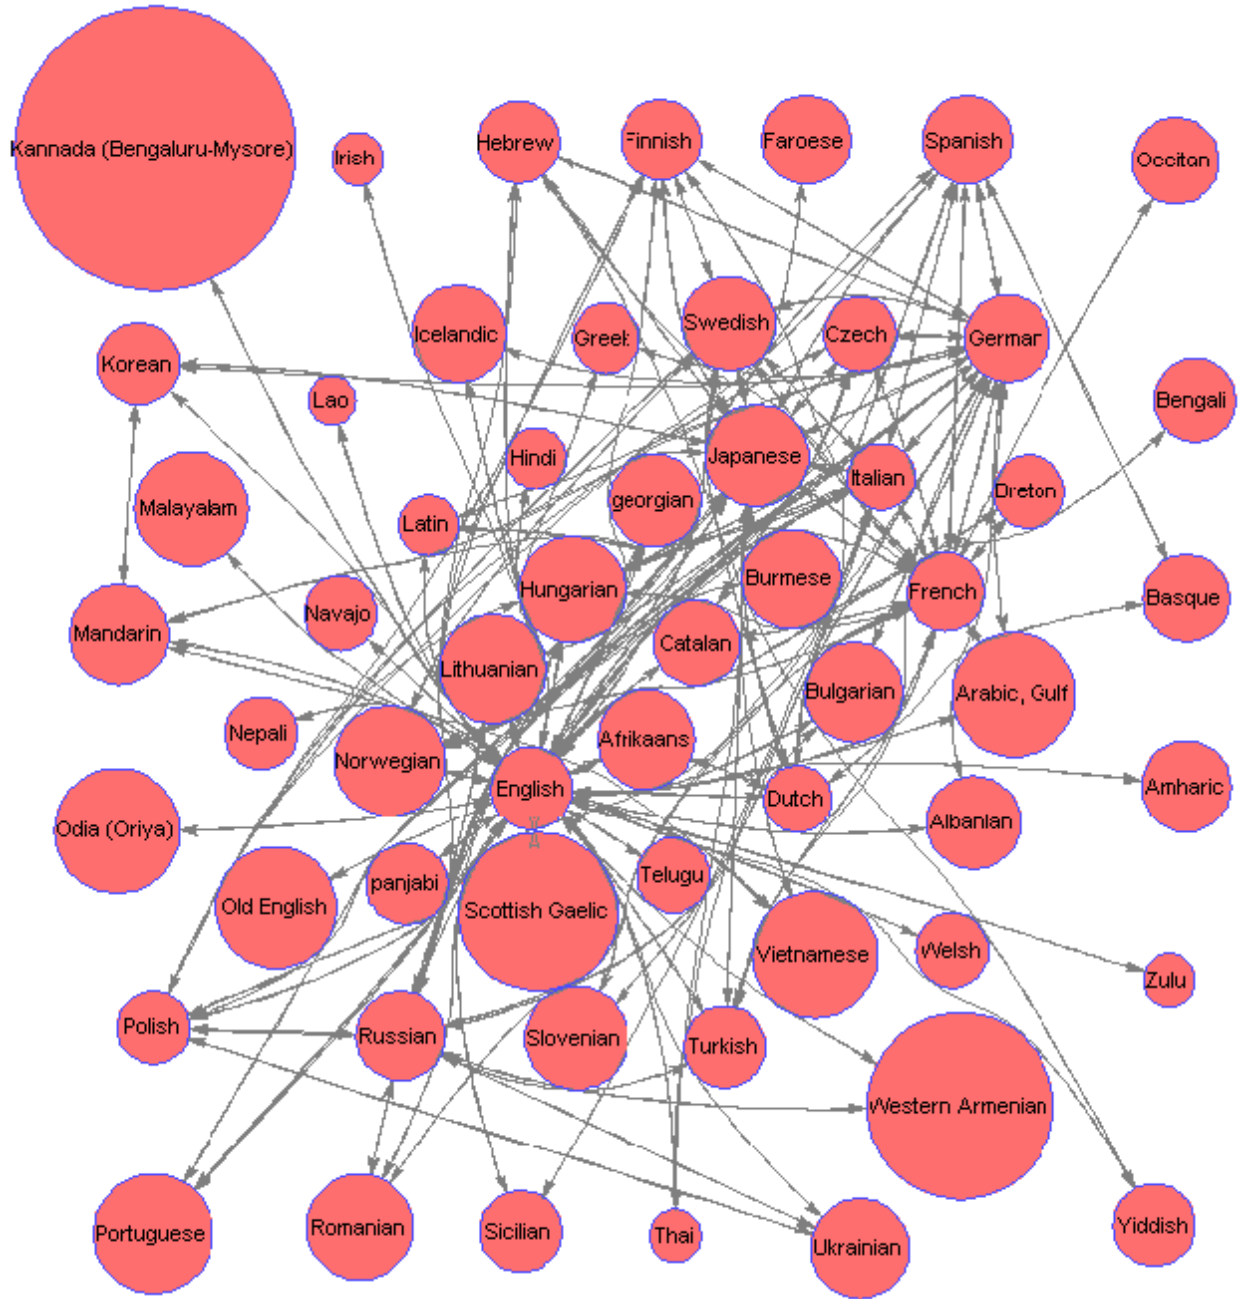 Kannada (Bengaluru-Mysore)
Irish
Hebrew
Finnish
Faroese
Spanish
Occitan
Korean
Icelandic
Greek
Swedish
Czech
German
Lao
Bengali
Malayalam
Hindi
Japanese
Italian
Latin
georgian
Breton
Mandarin
Navajo
Hungarian
Burmese
French
Basque
Lithuanian
Catalan
Bulgarian
Arabic, Gulf
Nepali
Norwegian
English
Afrikaans
Dutch
Amharic
Odia (Oriya)
Albanian
Old English
panjabi
Scottish Gaelic
Telugu
Vietnamese
Welsh
Zulu
Polish
Russian
Slovenian
Turkish
Western Armenian
Portuguese
Romanian
Sicilian
Thai
Ukrainian
Yiddish